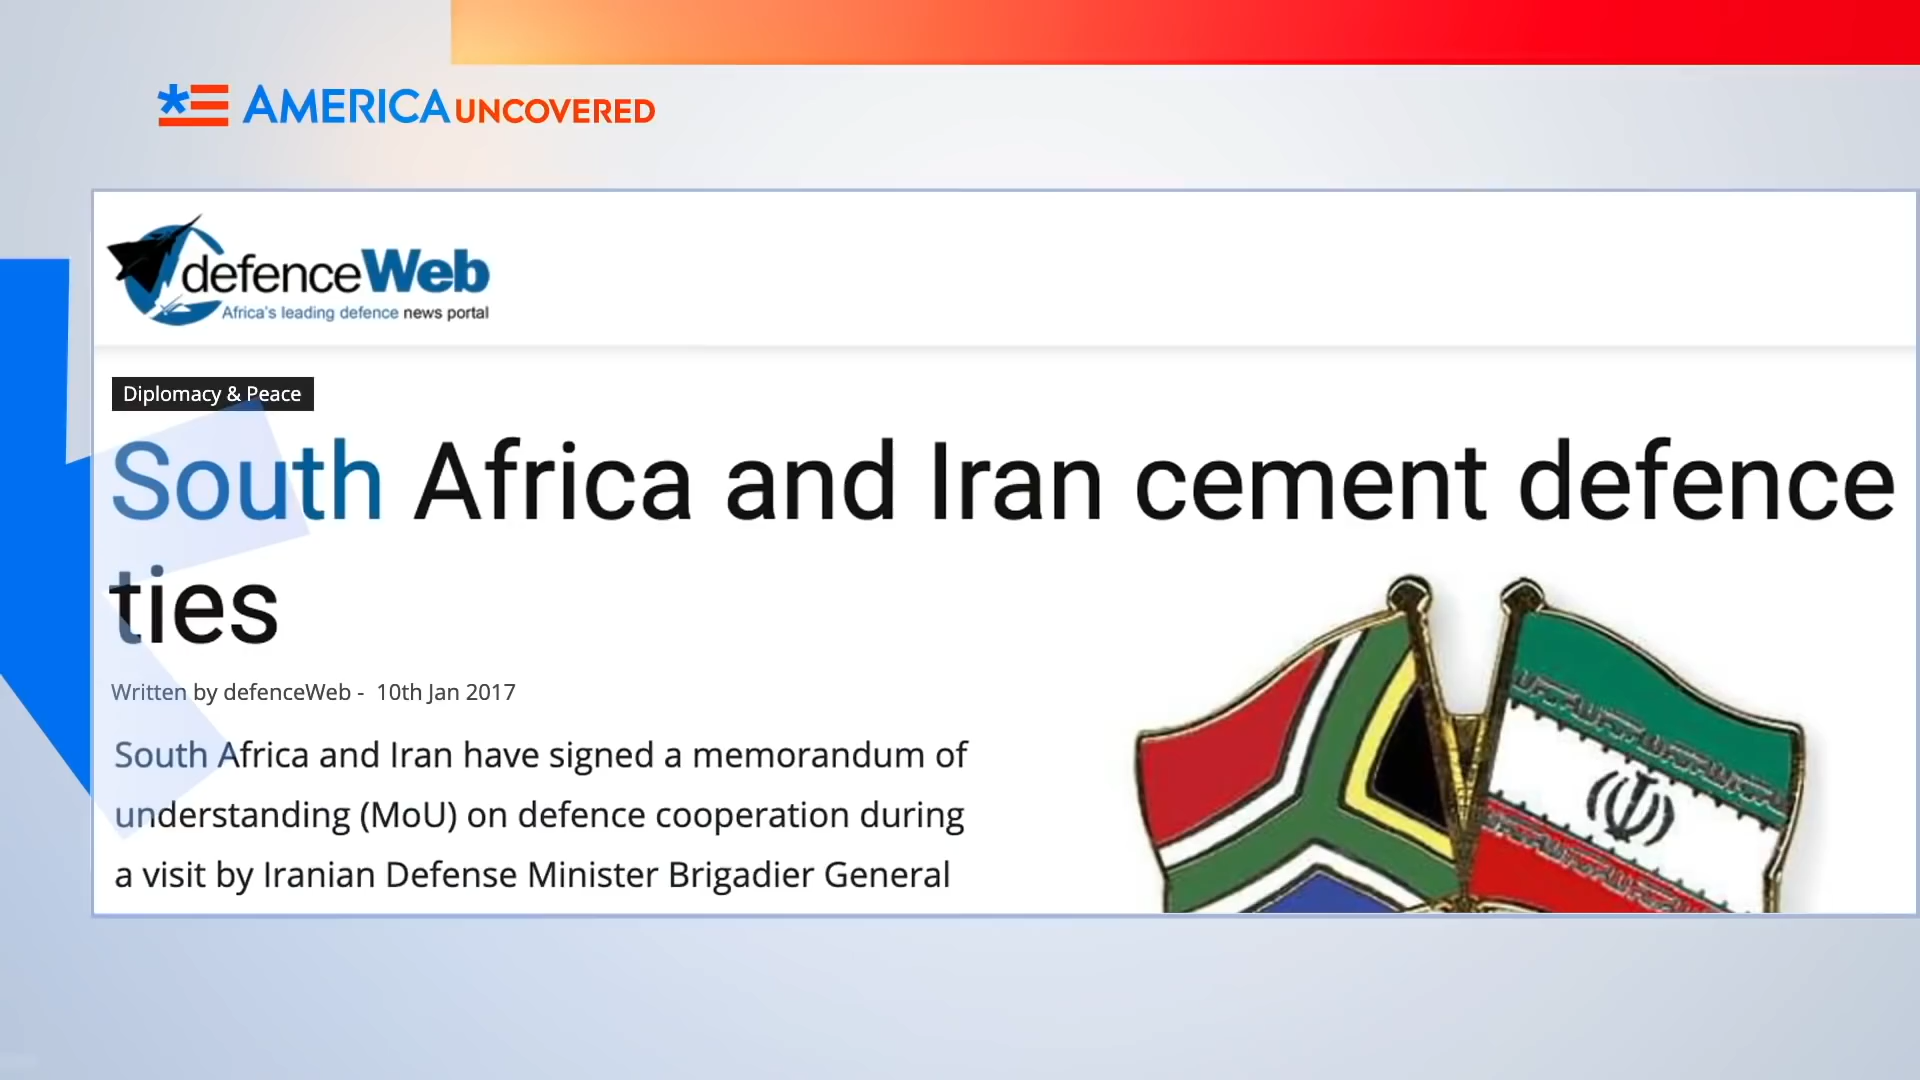 AMERICA UNCOVERED
defenceWeb
Africa's leading defence news portal
Diplomacy & Peace
South Africa and Iran cement defence
ties
Written by defenceWeb - 10th Jan 2017
South Africa and Iran have signed a memorandum of
understanding (MoU) on defence cooperation during
a visit by Iranian Defense Minister Brigadier General